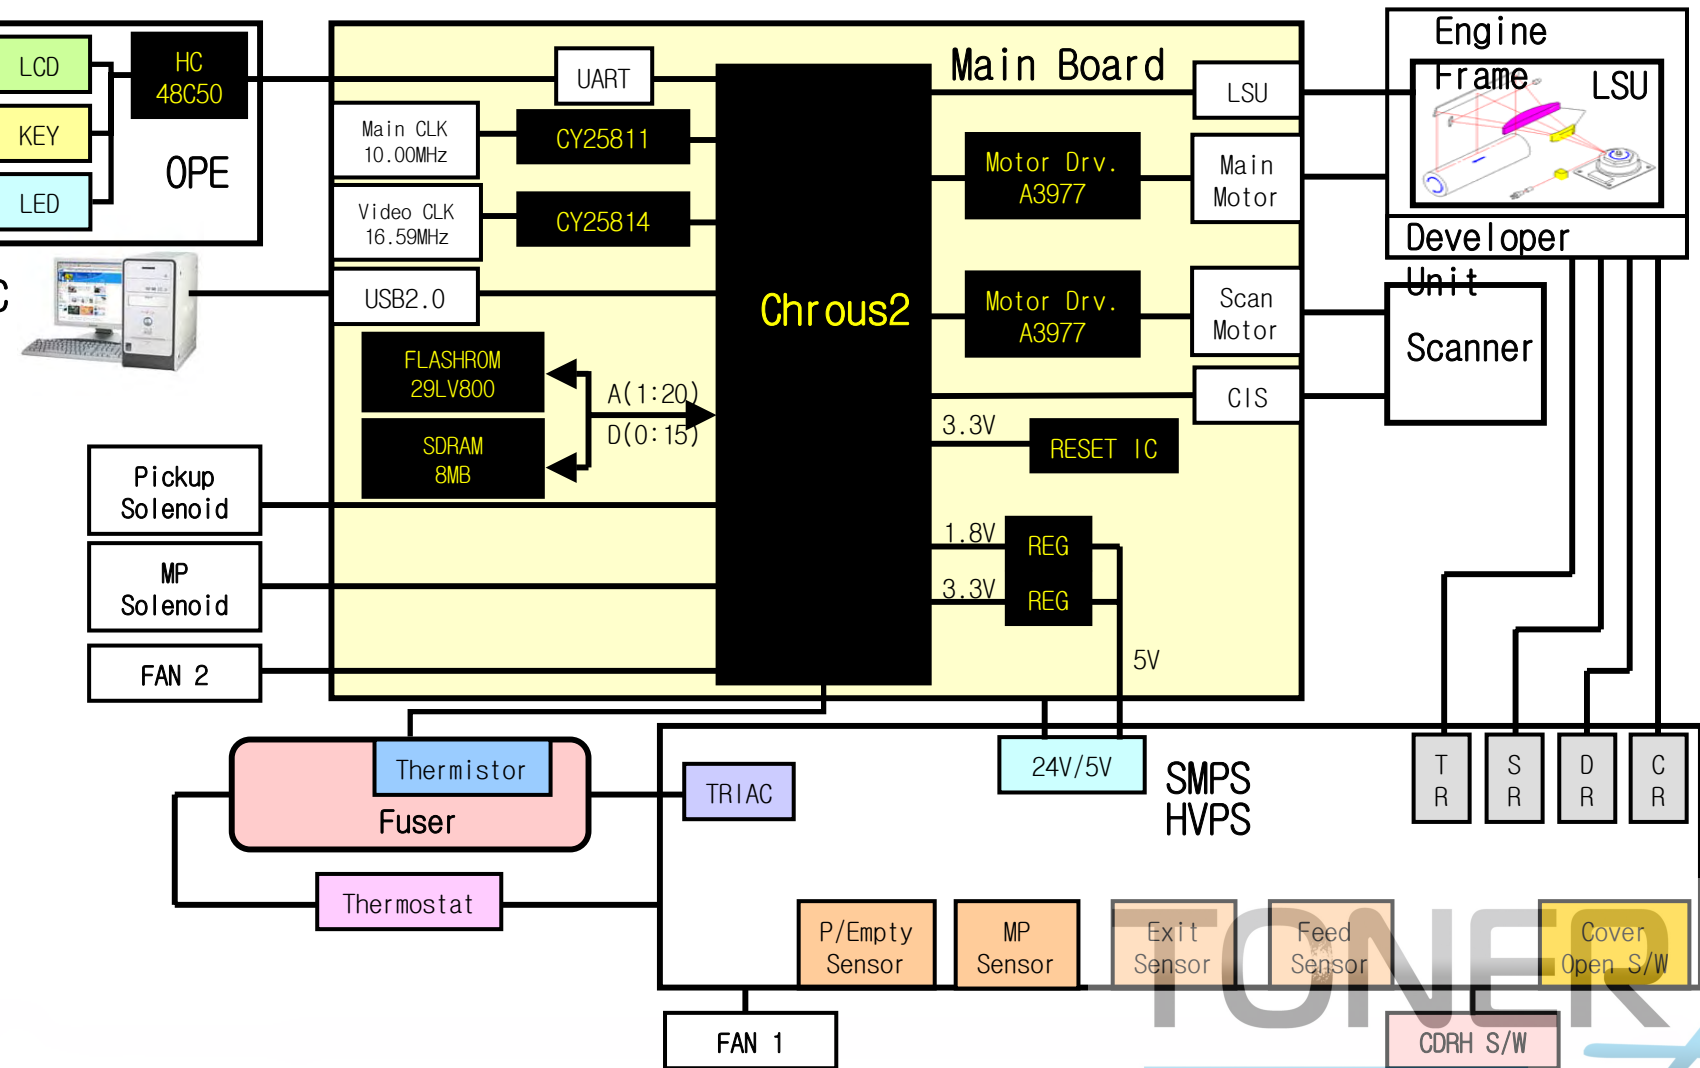 LCD
KEY
LED
HC
48C50
OPE
C
UART
Main CLK
10.00MHz
CY25811
Video CLK
16.59MHz
CY25814
USB2.0
FLASHROM
29LV800
SDRAM
8MB
A(1:20)
D(0:15)
Chrous2
Main Board
LSU
Motor Drv.
A3977
Main
Motor
Motor Drv.
A3977
Scan
Motor
CIS
3.3V
RESET IC
1.8V
REG
3.3V
REG
5V
Engine
Frame
LSU
Developer
Unit
Scanner
Pickup
Solenoid
MP
Solenoid
FAN 2
Thermistor
Fuser
Thermostat
TRIAC
24V/5V
SMPS
HVPS
T
R
S
R
D
R
C
R
P/Empty
Sensor
MP
Sensor
Exit
Sensor
Feed
Sensor
Cover
Open S/W
FAN 1
CDRH S/W
TONER